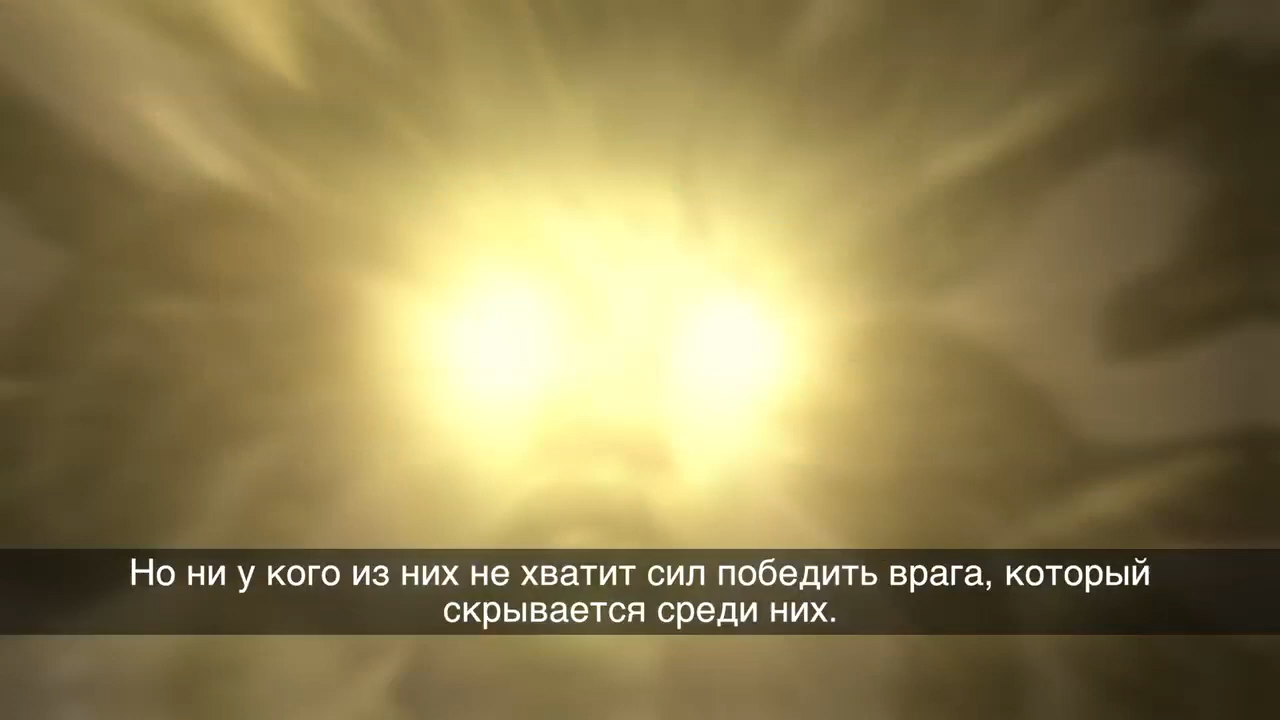 Но ни у кого из них не хватит сил победить врага, который
скрывается среди них.